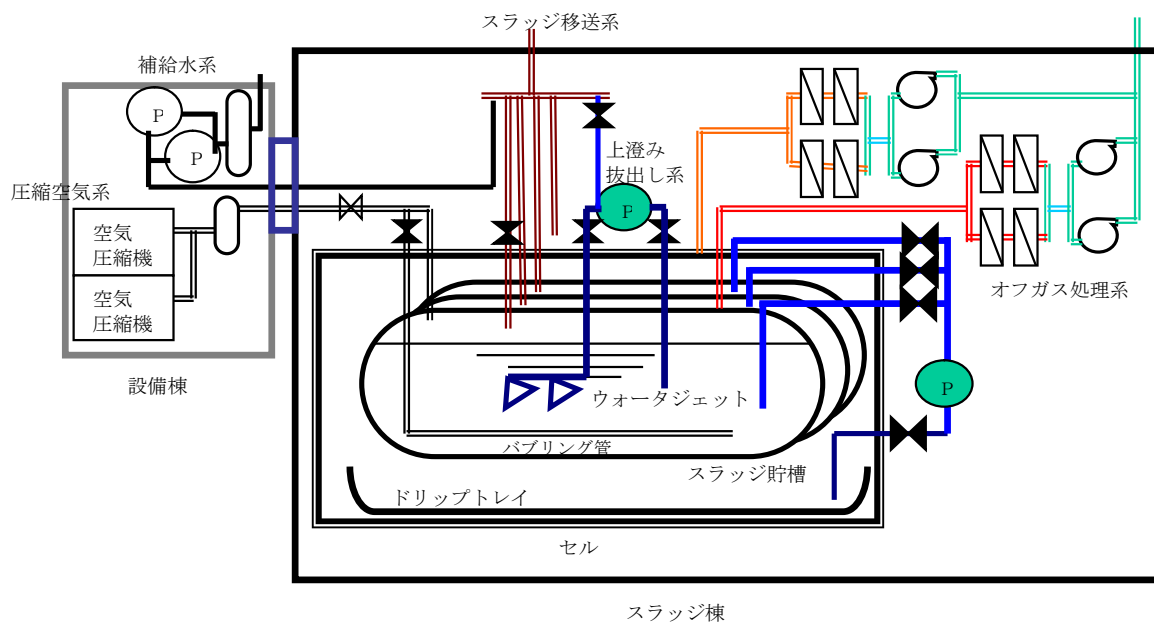 スラッジ移送系
補給水系
P
P
上澄み
抜出し系
P
圧縮空気系
空気
圧縮機
空気
圧縮機
オフガス処理系
設備棟
P
ウォータジェット
バブリング管
スラッジ貯槽
ドリップトレイ
セル
スラッジ棟